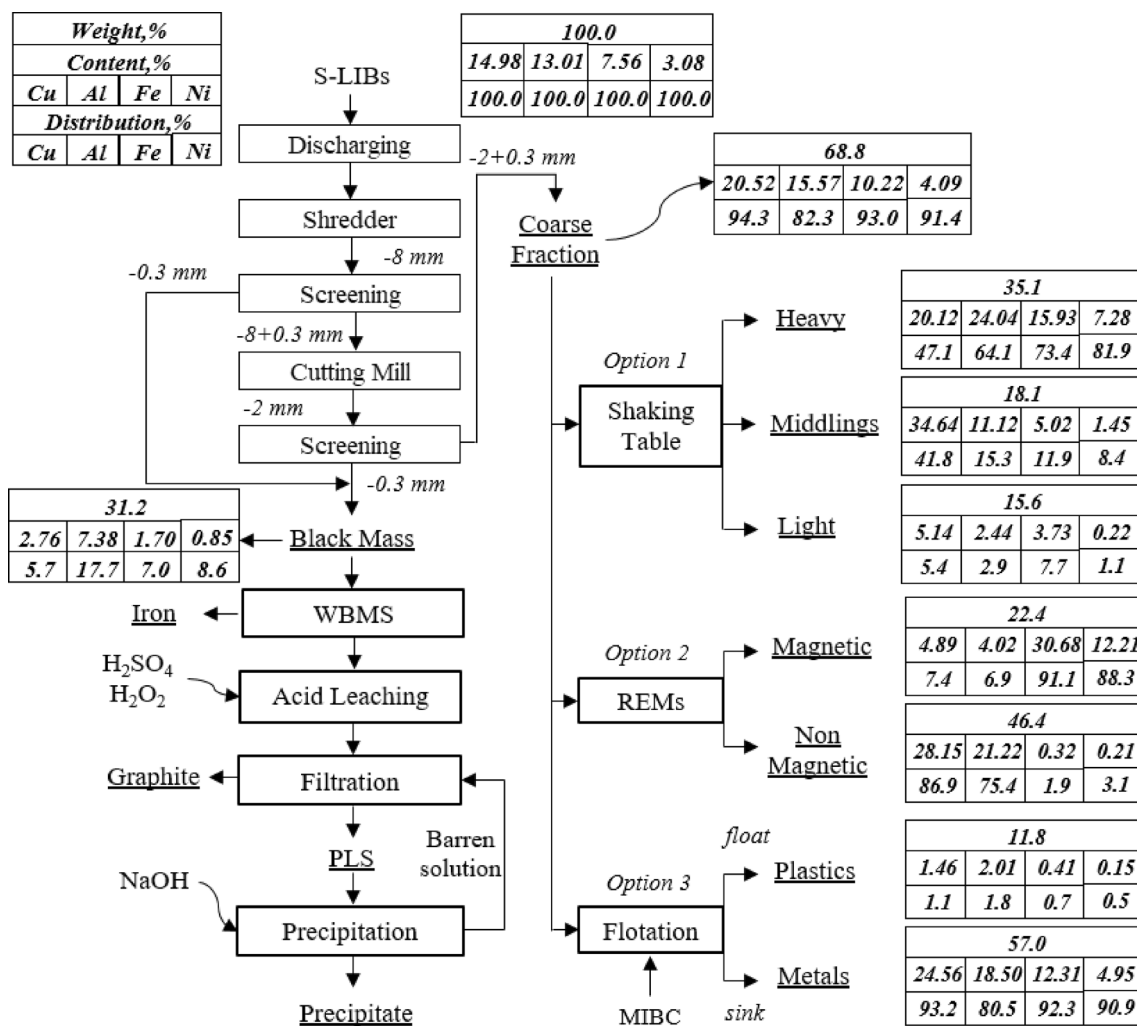 Weight,%
Content,%
Cu Al Fe Ni
Distribution,%
Cu Al Fe Ni
100.0
14.98 13.01 7.56 3.08
100.0 100.0 100.0 100.0
S-LIBs
Discharging
Shredder
-8 mm
-0.3 mm
Screening
-8+0.3 mm
Cutting Mill
-2 mm
Screening
-0.3 mm
-2+0.3 mm
Coarse
Fraction
68.8
20.52 15.57 10.22 4.09
94.3 82.3 93.0 91.4
31.2
2.76 7.38 1.70 0.85
5.7 17.7 7.0 8.6
Black Mass
WBMS
Iron
H2SO4
H2O2
Acid Leaching
Filtration
Graphite
PLS
Barren
solution
NaOH
Precipitation
Precipitate
Option 1
Shaking
Table
Heavy
35.1
20.12 24.04 15.93 7.28
47.1 64.1 73.4 81.9
Middlings
18.1
34.64 11.12 5.02 1.45
41.8 15.3 11.9 8.4
Light
15.6
5.14 2.44 3.73 0.22
5.4 2.9 7.7 1.1
Option 2
REMs
Magnetic
22.4
4.89 4.02 30.68 12.21
7.4 6.9 91.1 88.3
Non
Magnetic
46.4
28.15 21.22 0.32 0.21
86.9 75.4 1.9 3.1
Option 3
Flotation
MIBC
float
Plastics
11.8
1.46 2.01 0.41 0.15
1.1 1.8 0.7 0.5
Metals
sink
57.0
24.56 18.50 12.31 4.95
93.2 80.5 92.3 90.9